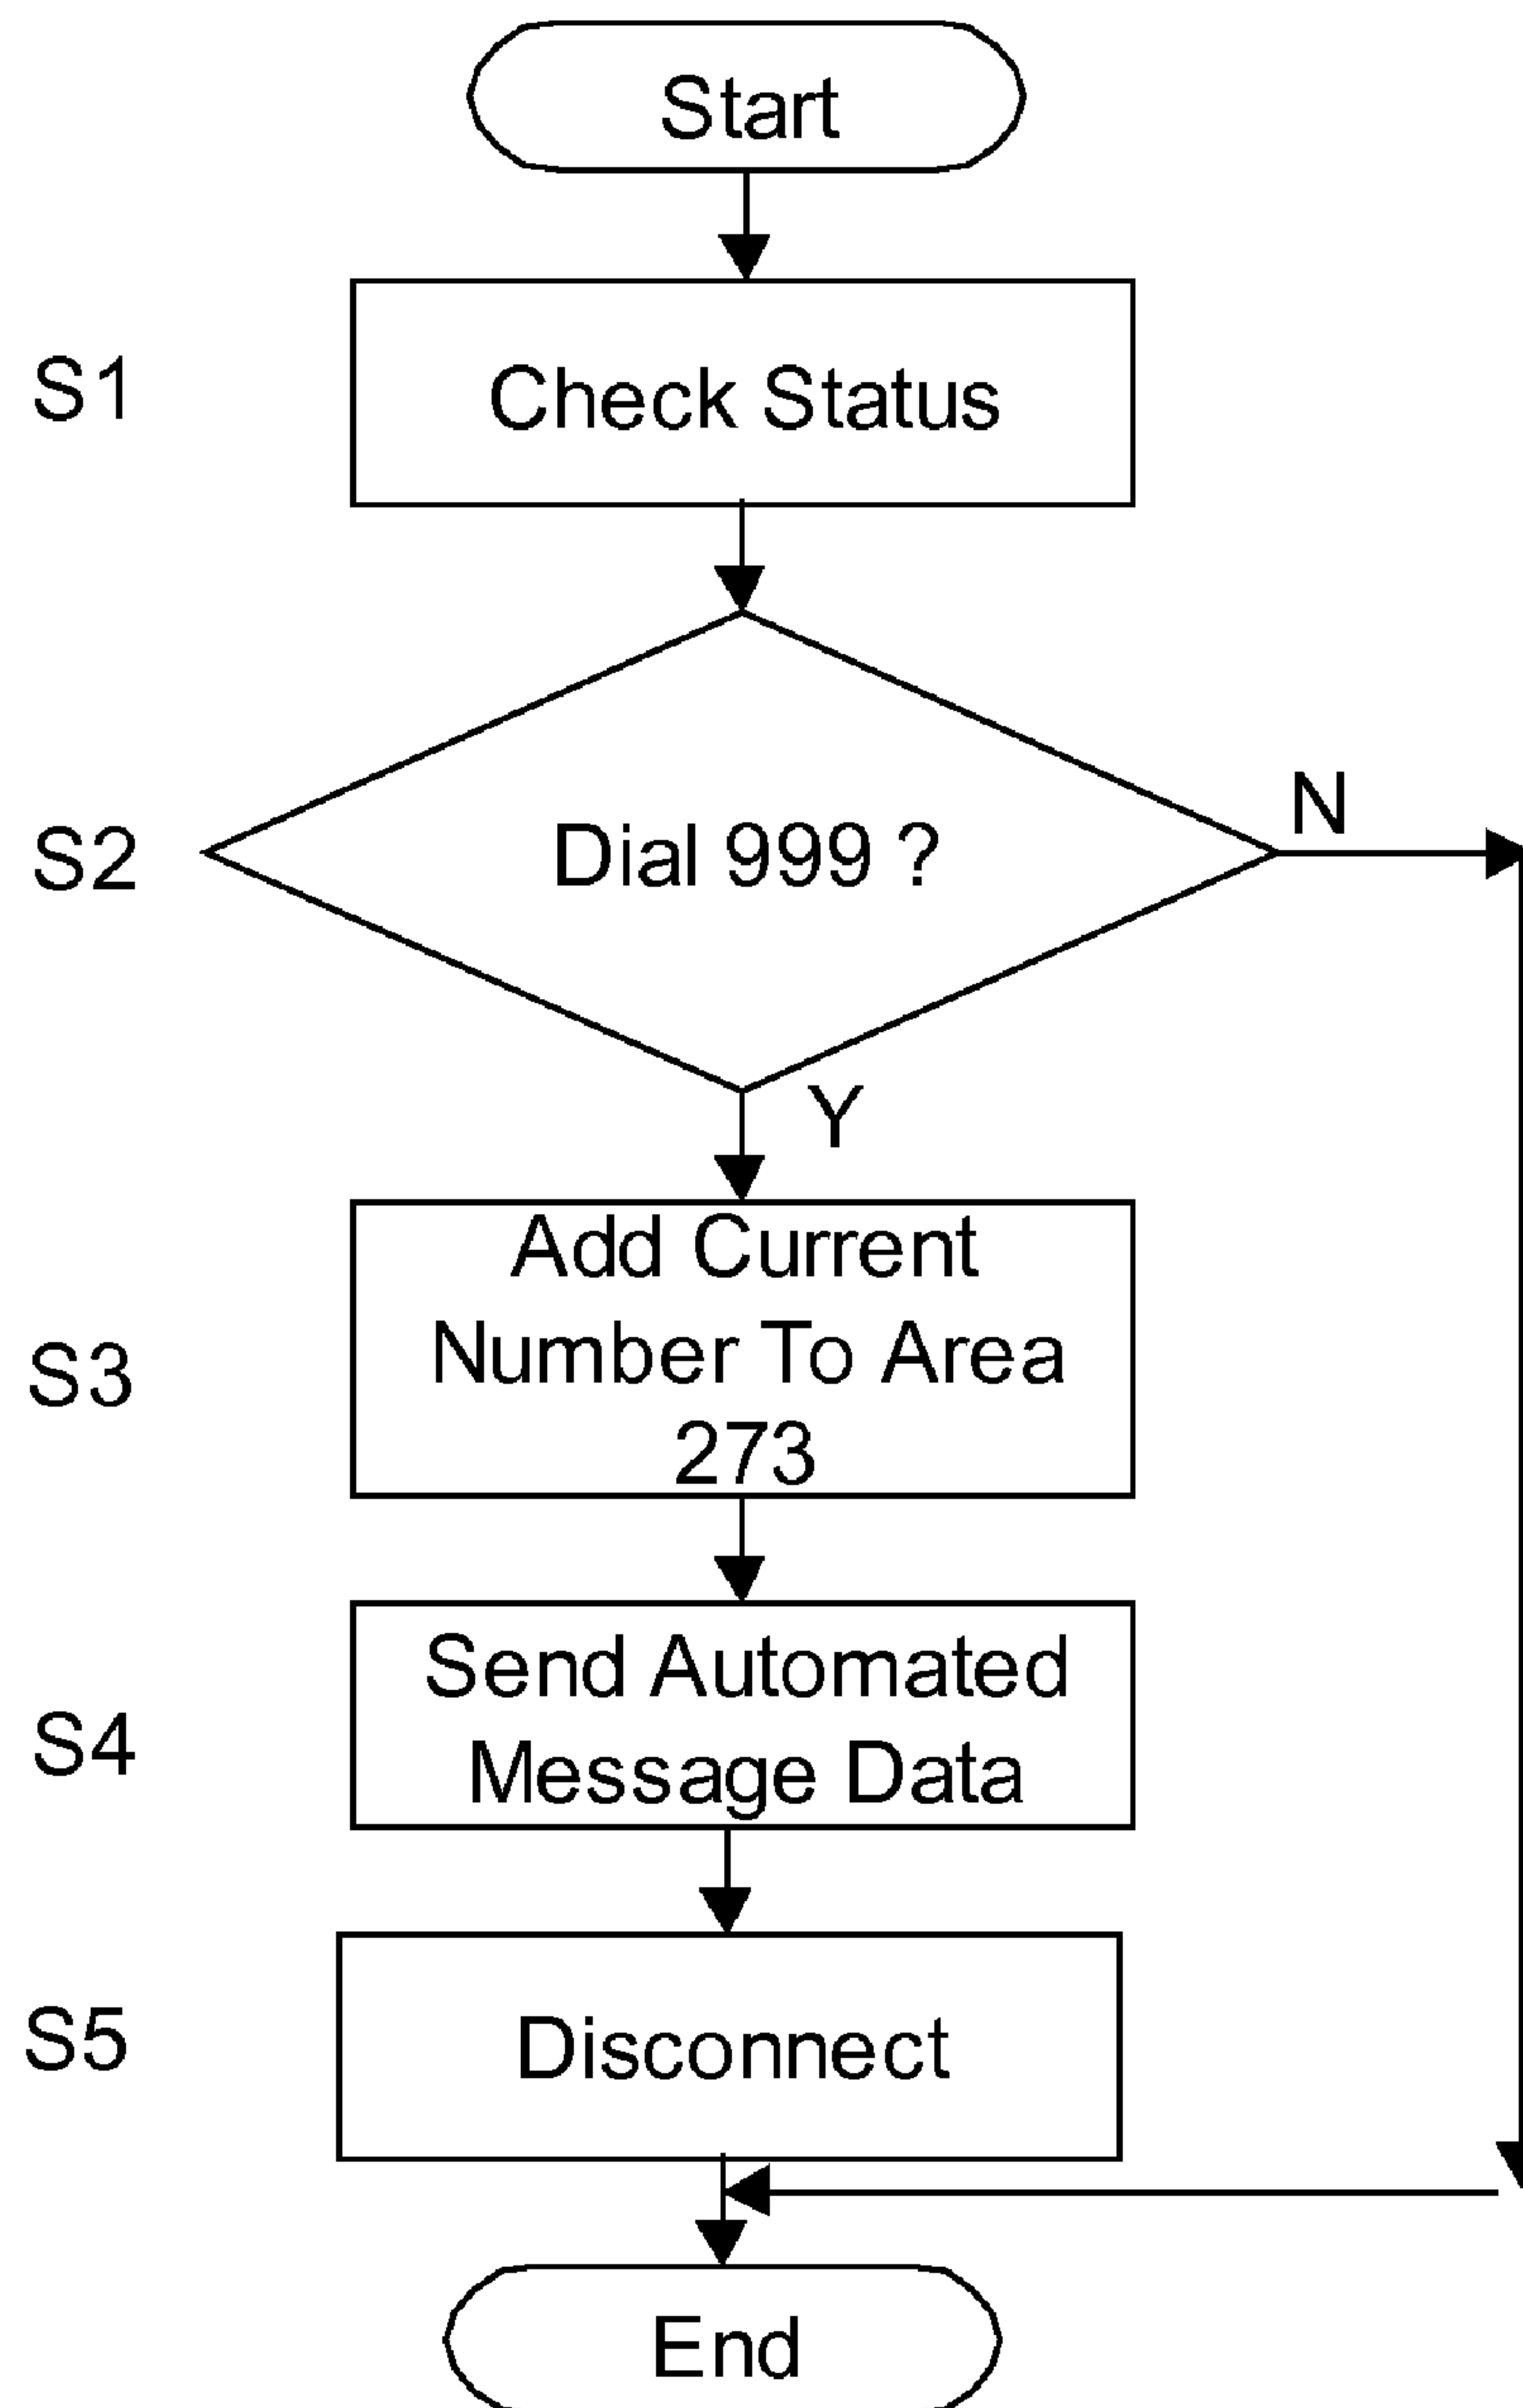 Start
S1
Check Status
S2
Dial 999 ?
N
Y
S3
Add Current
Number To Area
273
S4
Send Automated
Message Data
S5
Disconnect
End